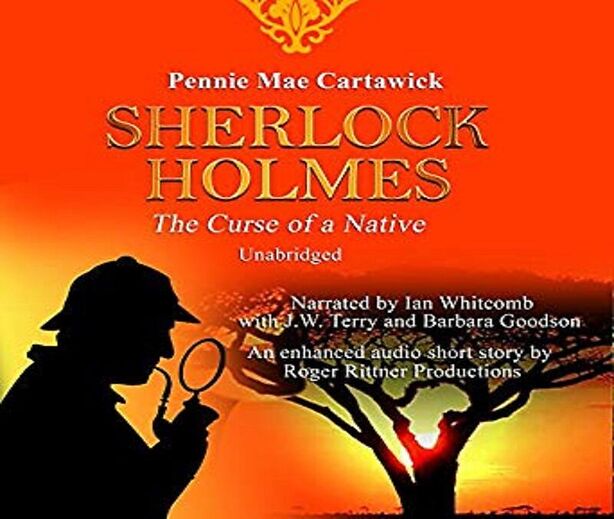 Pennie Mae Cartawick
SHERLOCK
HOLMES
The Curse of a Native
Unabridged
Narrated by Ian Whitcomb
with J.W. Terry and Barbara Goodson
An enhanced audio short story by
Roger Rittner Productions